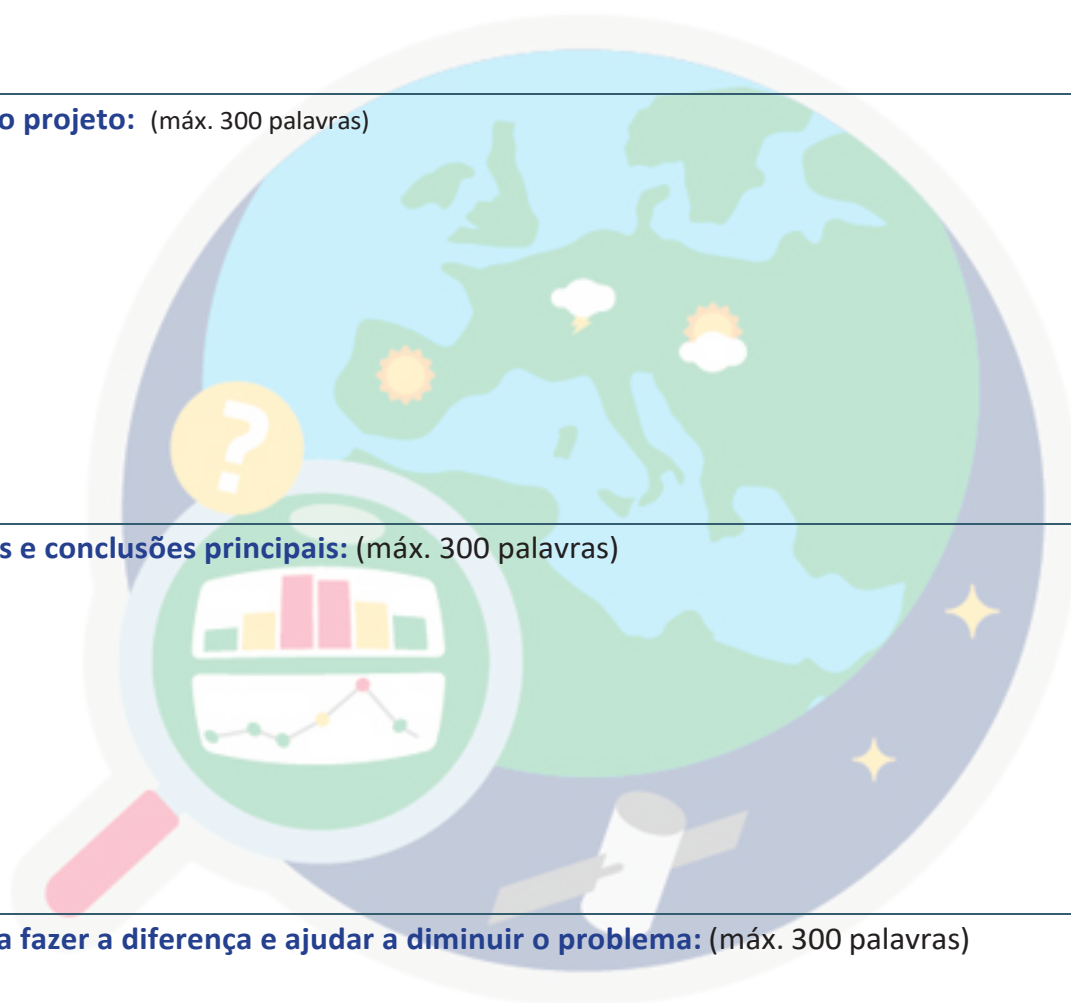 o projeto: (máx. 300 palavras)
?
s e conclusões principais: (máx. 300 palavras)
a fazer a diferença e ajudar a diminuir o problema: (máx. 300 palavras)